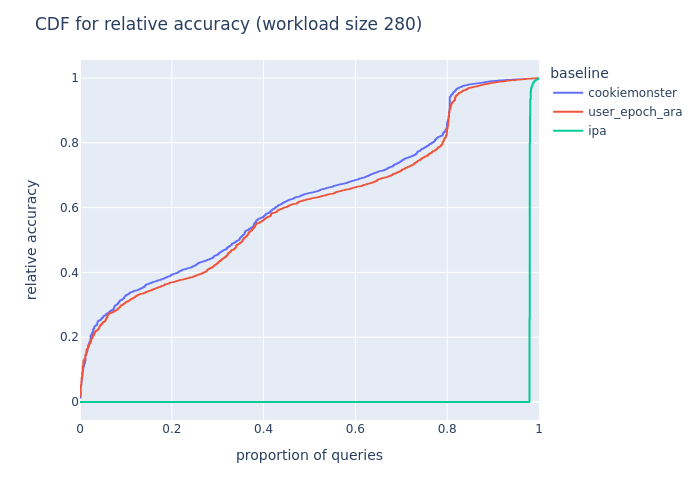 CDF for relative accuracy (workload size 280)
baseline
cookiemonster
user_epoch_ara
ipa
relative accuracy
1
0.8
0.6
0.4
0.2
0
0 0.2 0.4 0.6 0.8 1
proportion of queries